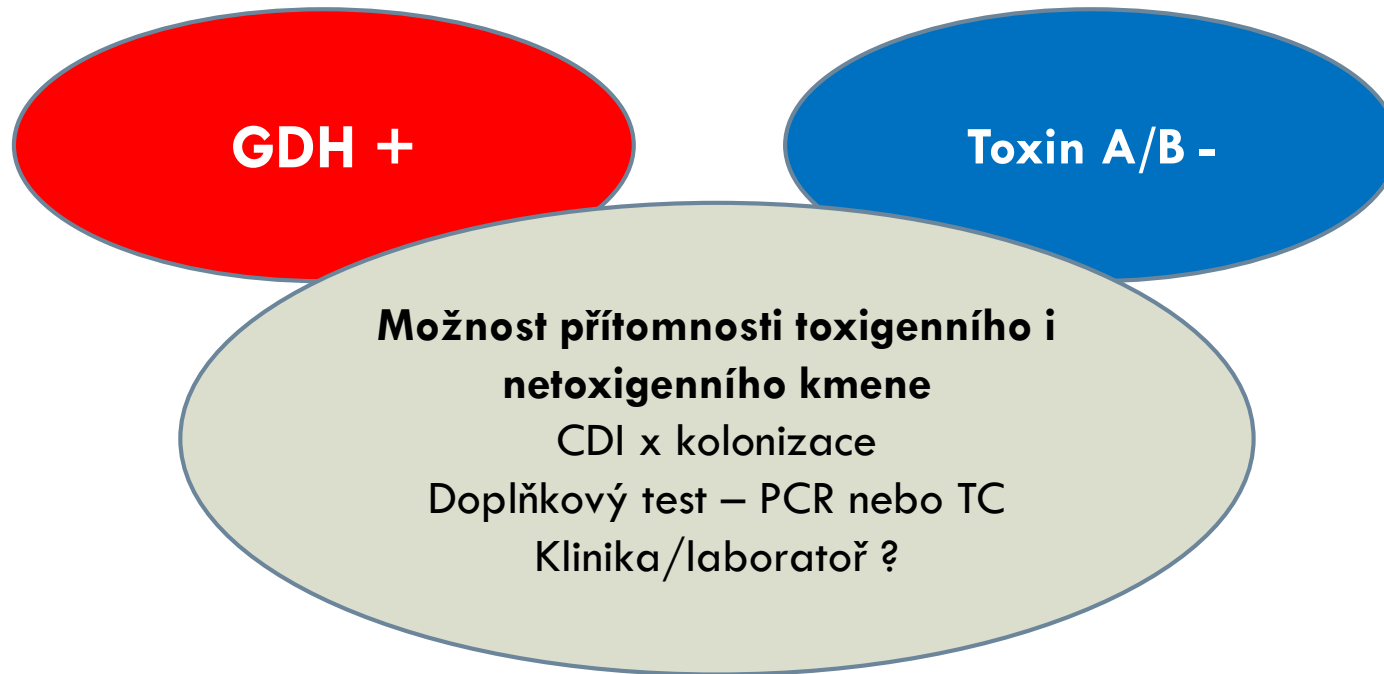 GDH +
Toxin A/B -
Možnost přítomnosti toxigenního i
netoxigenního kmene
CDI x kolonizace
Doplňkový test – PCR nebo TC
Klinika/laboratoř ?